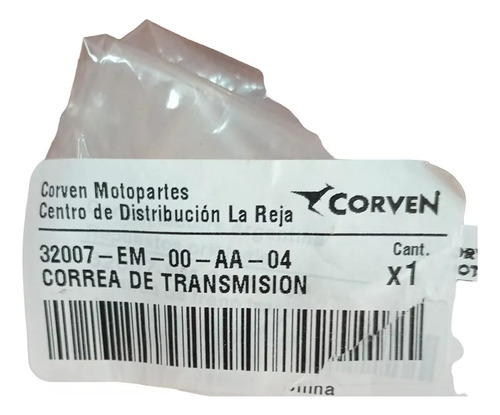 Corven Motopartes
Centro de Distribución La Reja
CORVEN
32007-EM-00-AA-04
Cant.
CORREA DE TRANSMISION
x1